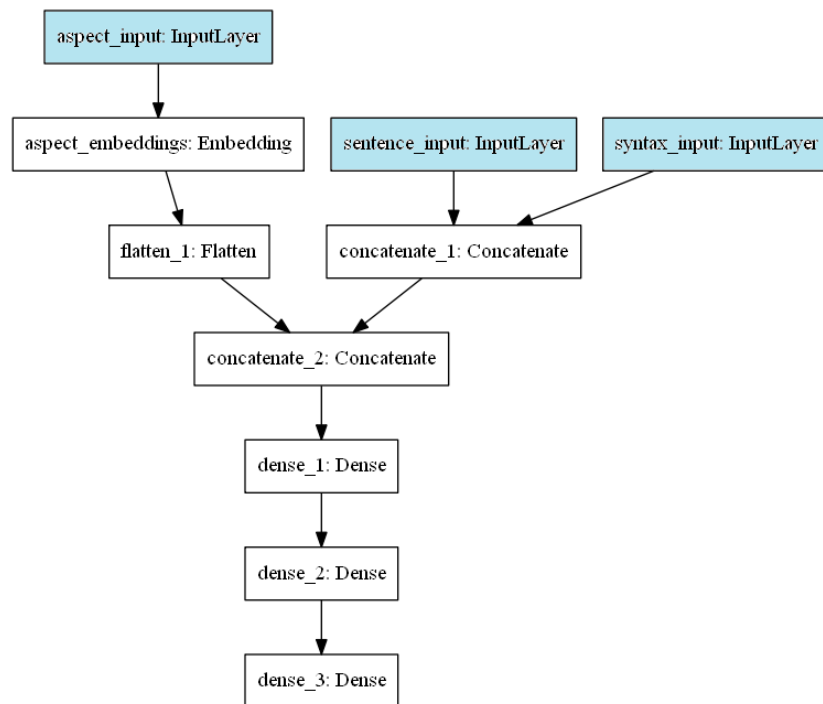 aspect_input: InputLayer
aspect_embeddings: Embedding
sentence_input: InputLayer
syntax_input: InputLayer
flatten_1: Flatten
concatenate_1: Concatenate
concatenate_2: Concatenate
dense_1: Dense
dense_2: Dense
dense_3: Dense